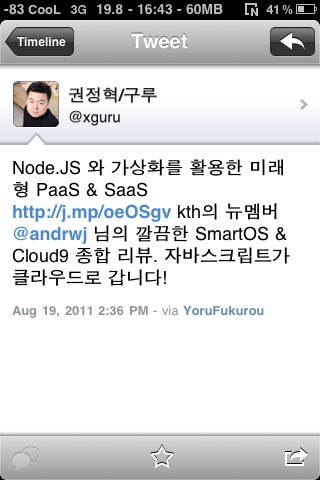 -83 CooL 3G 19.8 - 16:43 - 60MB 41%
Timeline
Tweet
권정혁/구루
@xguru
Node.JS 와 가상화를 활용한 미래
형 PaaS & SaaS
http://j.mp/oeOSgv kth의 뉴멤버
@andrwj 님의 깔끔한 SmartOS &
Cloud9 종합 리뷰. 자바스크립트가
클라우드로 갑니다!
Aug 19, 2011 2:36 PM - via YoruFukurou